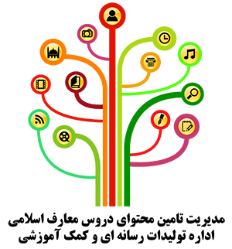 مدیریت تامین محتوای دروس معارف اسلامی
اداره تولیدات رسانه ای و کمک آموزشی